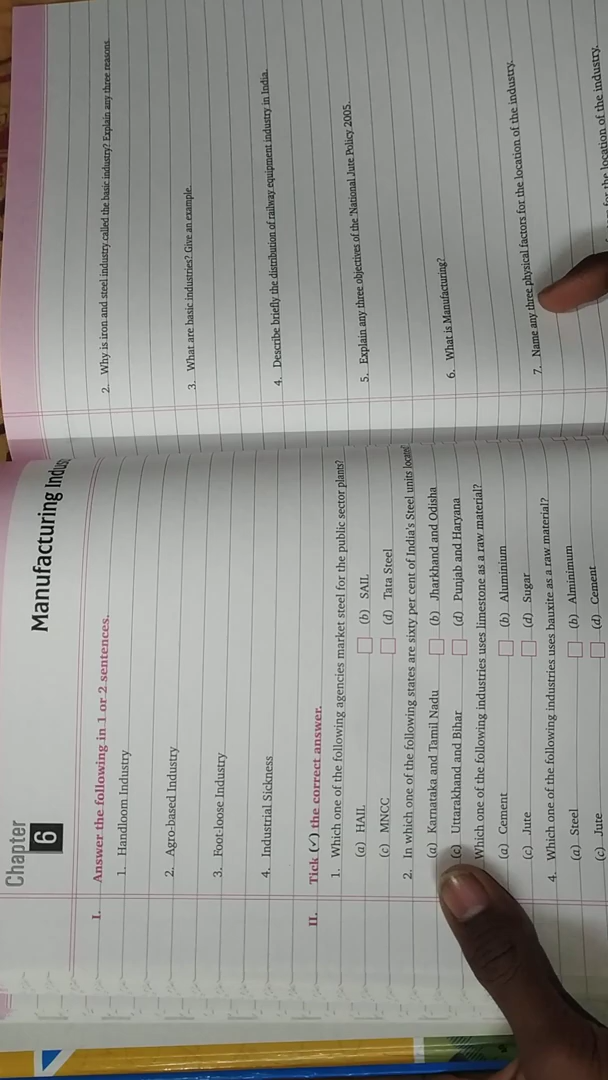 Chapter
6
Manufacturing
I. Answer the following in 1 or 2 sentences.
1. Handloom Industry
2. Agro-based Industry
3. Foot-loose Industry
4. Industrial Sickness
II. Tick (✓) the correct answer.
1. Which one of the following agencies market steel for the public sector plants?
(a) HAIL (b) SAIL
(c) MNCC (d) Tata Steel
2. In which one of the following states are sixty per cent of India's Steel units located?
(a) Karnataka and Tamil Nadu (b) Jharkhand and Odisha
(c) Uttarakhand and Bihar (d) Punjab and Haryana
Which one of the following industries uses limestone as a raw material?
(a) Cement (b) Aluminium
(c) Jute (d) Sugar
4. Which one of the following industries uses bauxite as a raw material?
(a) Steel (b) Alminimum
(c) Jute (d) Cement
2. Why is iron and steel industry called the basic industry? Explain any three reasons.
3. What are basic industries? Give an example.
4. Describe briefly the distribution of railway equipment industry in India.
5. Explain any three objectives of the 'National Jute Policy 2005.
6. What is Manufacturing?
7. Name any three physical factors for the location of the industry.
for the location of the industry.